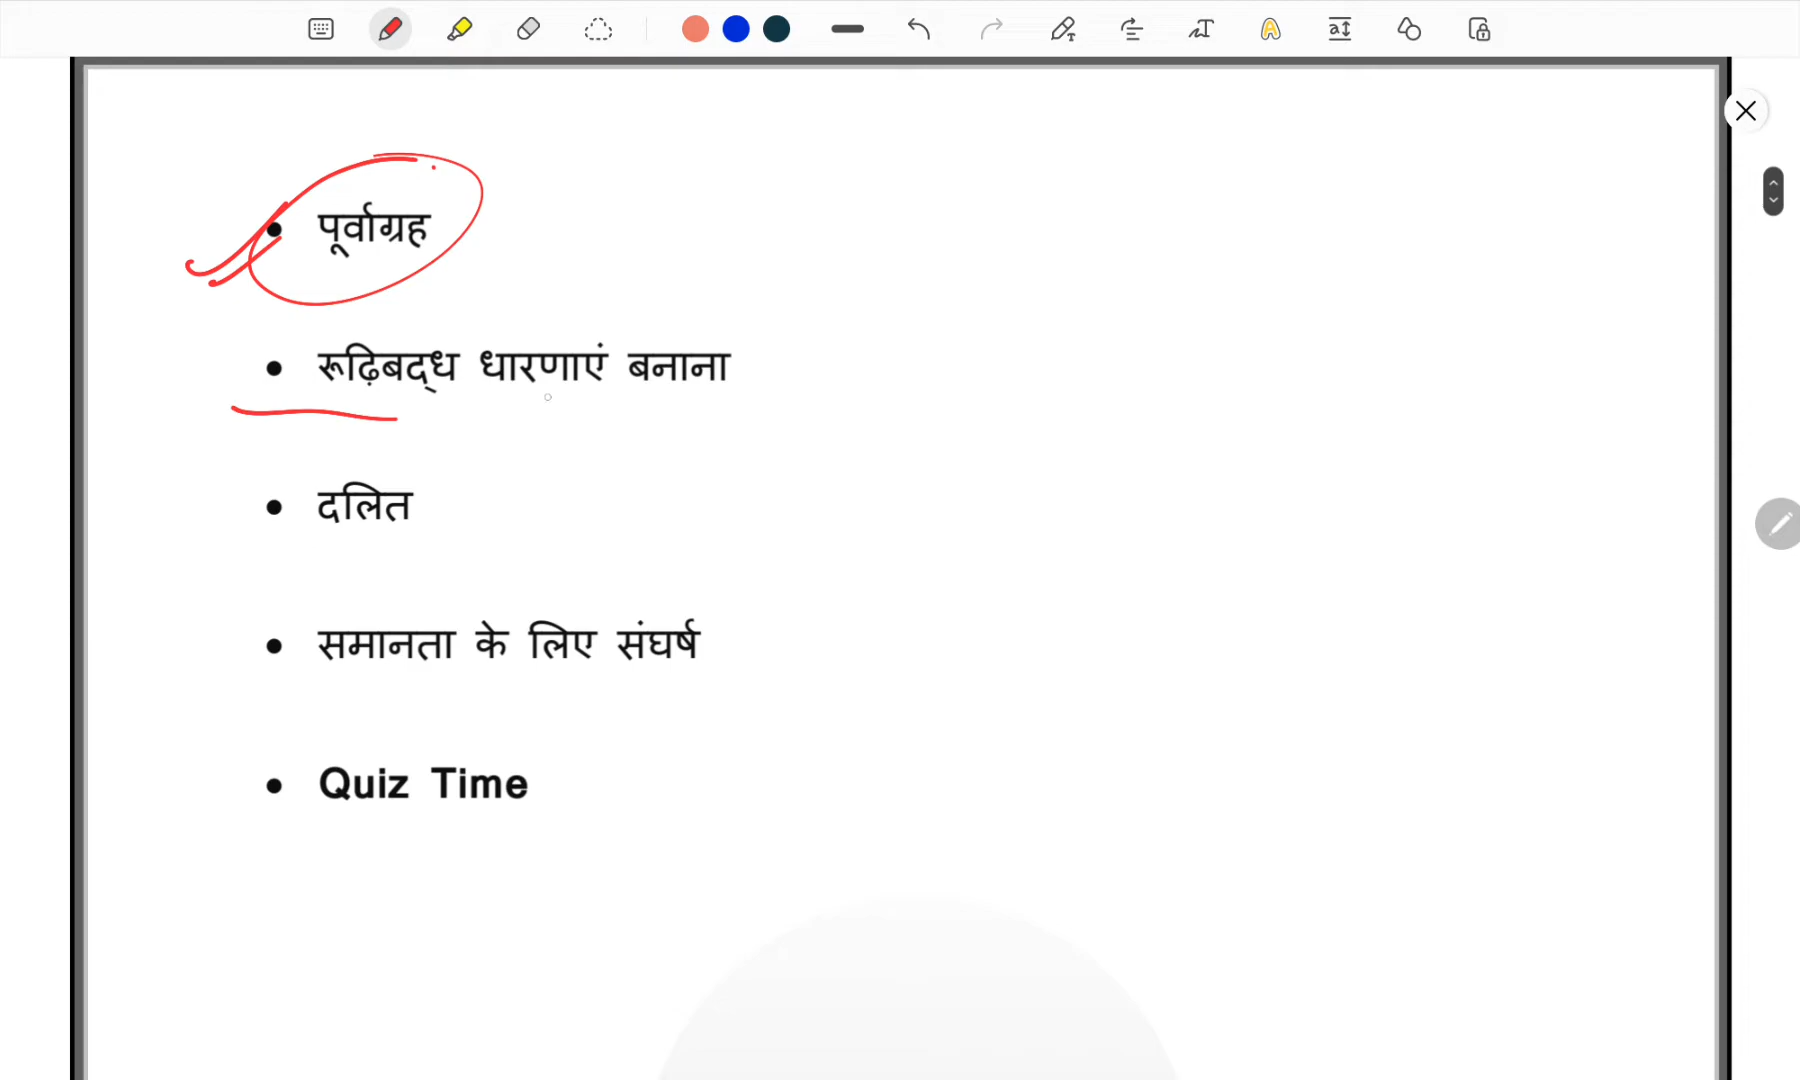 पूर्वाग्रह
रूढ़िबद्ध धारणाएं बनाना
दलित
समानता के लिए संघर्ष
Quiz Time